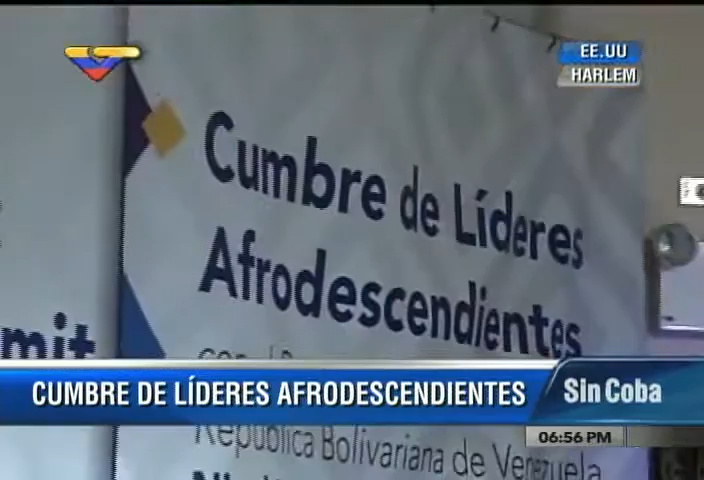 EE.UU
HARLEM
Cumbre de Líderes
Afrodescendientes
mit
CUMBRE DE LÍDERES AFRODESCENDIENTES
Sin Coba
06:56 PM
República Bolivariana de Venezuela